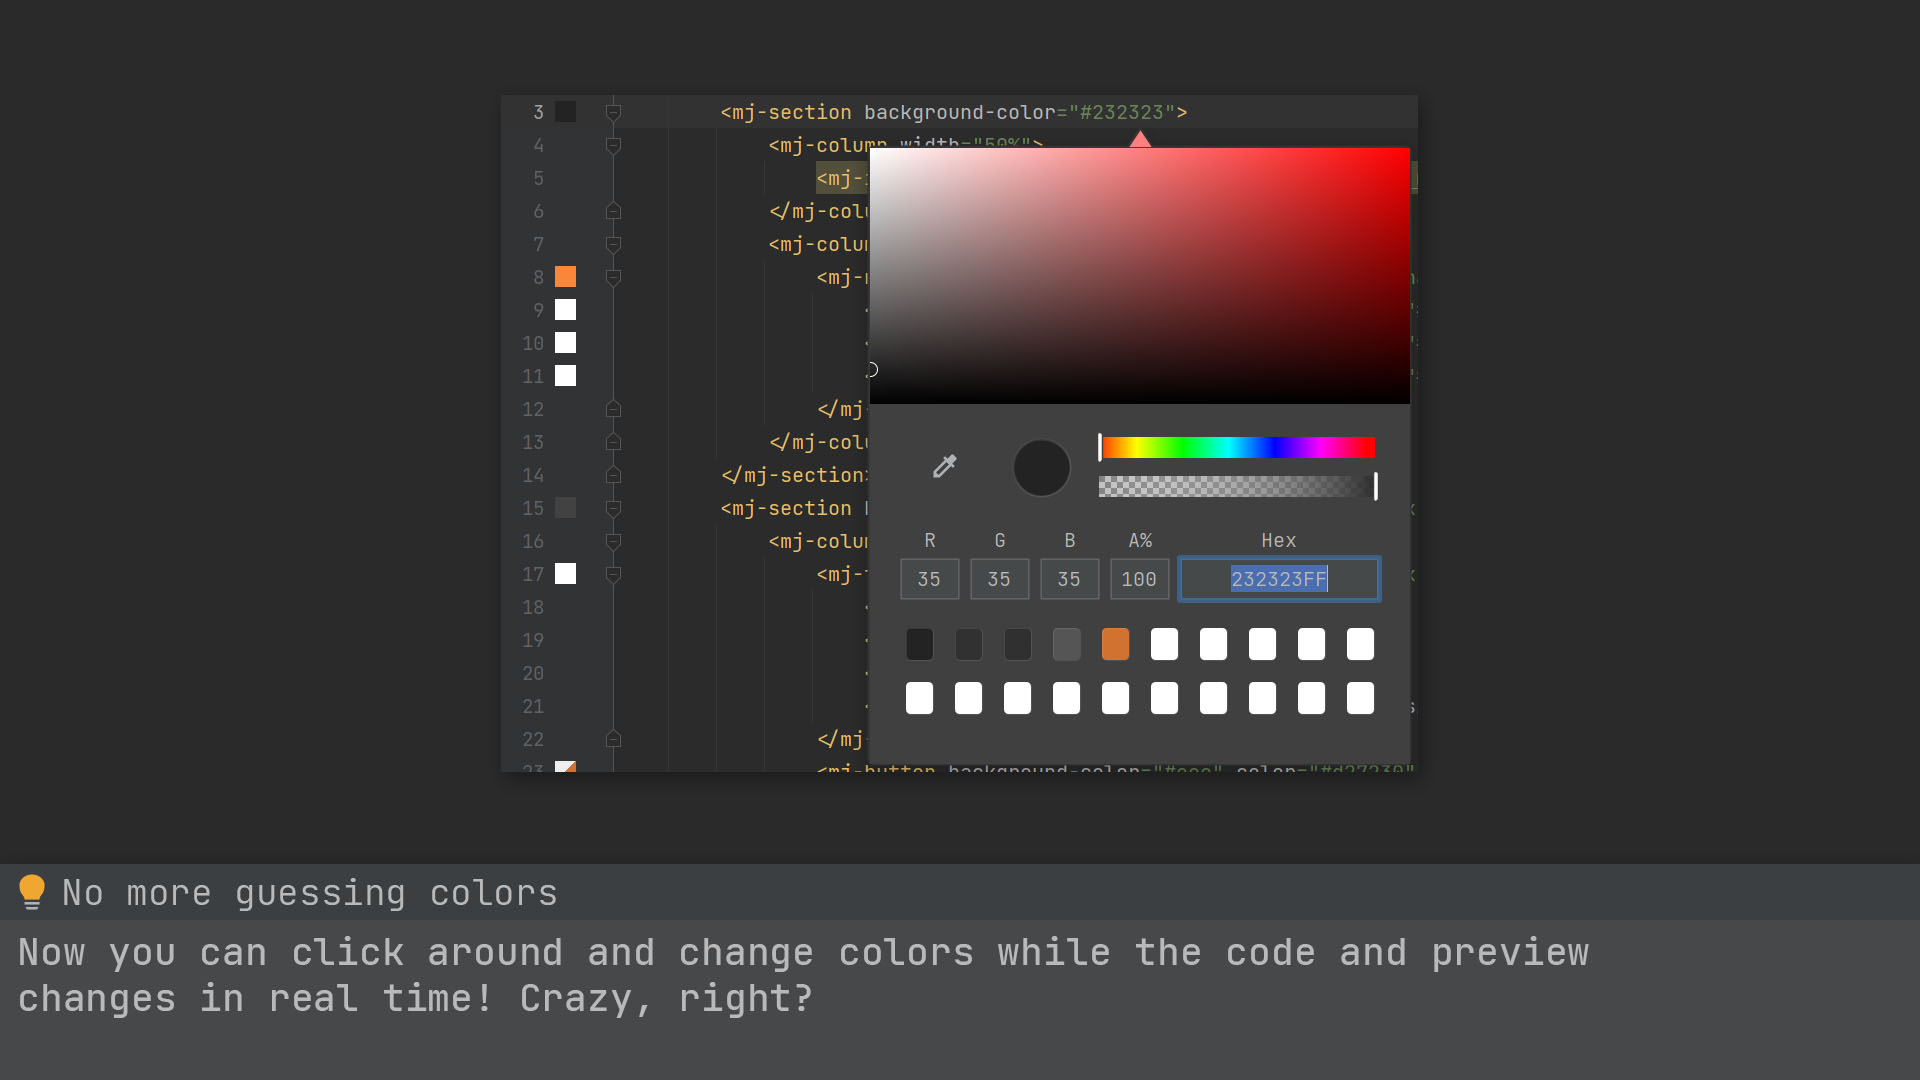 3 <mj-section background-color="#232323">
4 <mj-column width="50%">
5 <mj-
6 </mj-colu
7 <mj-colu
8 <mj-
9 <
10 <
11 <
12 </mj-
13 </mj-colu
14 </mj-section>
15 <mj-section
16 <mj-colu
17 <mj-
18 <
19 <
20 <
21 <
22 </mj-
23 <mj-button background-color="#eee" color="#d27230"
R G B A% Hex
35 35 35 100 232323FF
No more guessing colors
Now you can click around and change colors while the code and preview
changes in real time! Crazy, right?